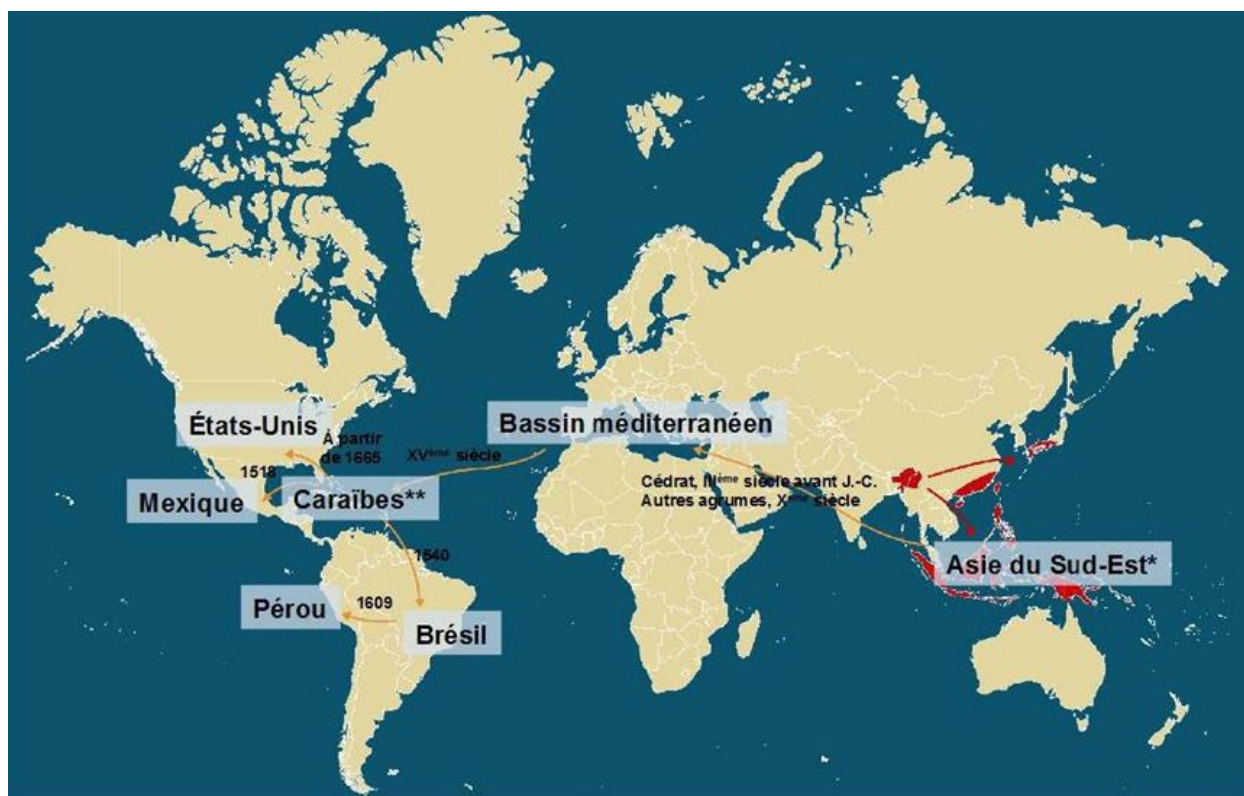 États-Unis
À partir
de 1665
XVème siècle
Bassin méditerranéen
1518
Mexique
Caraïbes**
Cédrat, IIIème siècle avant J.-C.
Autres agrumes, Xème siècle
1540
Asie du Sud-Est*
Pérou
1609
Brésil